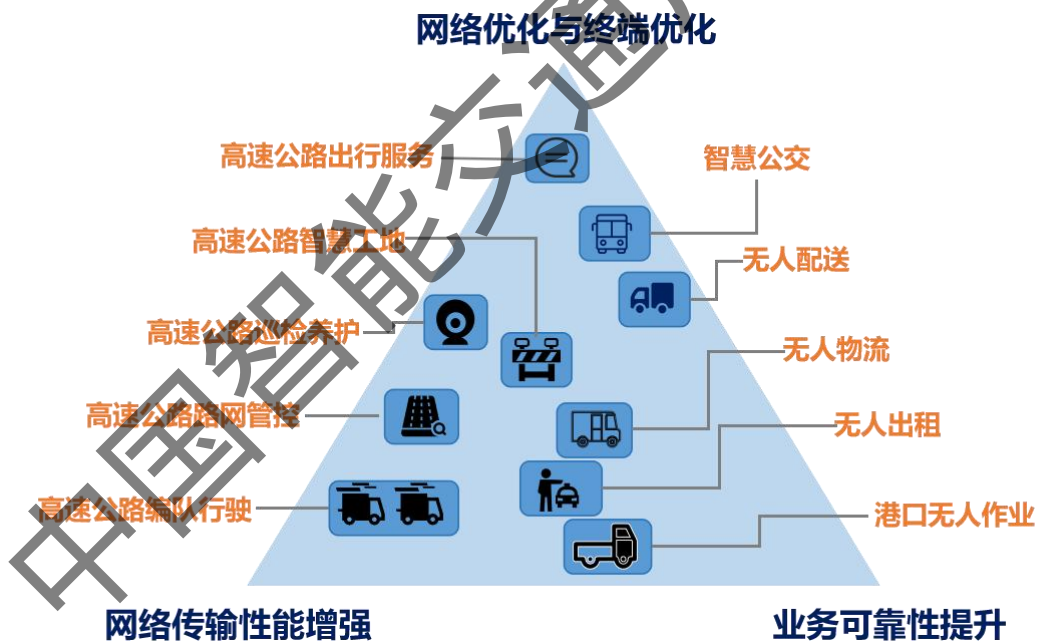 网络优化与终端优化
高速公路出行服务
智慧公交
高速公路智慧工地
无人配送
高速公路巡检养护
无人物流
高速公路路网管控
无人出租
高速公路编队行驶
港口无人作业
网络传输性能增强
业务可靠性提升
中国智能交通